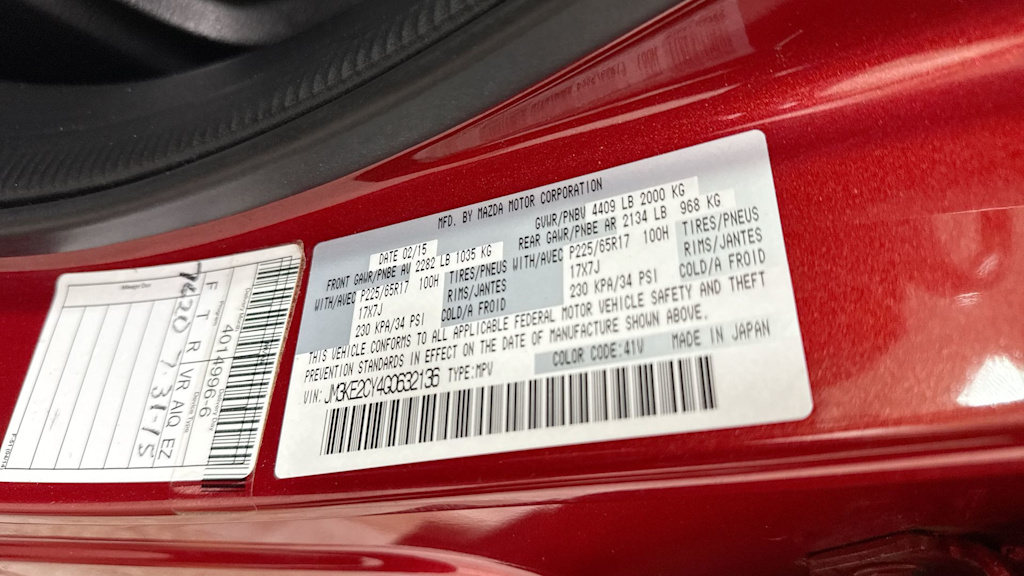 MFD. BY MAZDA MOTOR CORPORATION
DATE 02/15
GVWR/PNBV 4409 LB 2000 KG
FRONT GAWR/PNBE AV 2282 LB 1035 KG
REAR GAWR/PNBE AR 2134 LB 968 KG
WITH/AVEC P225/65R17 100H TIRES/PNEUS
17X7J RIMS/JANTES
230 KPA/34 PSI COLD/A FROID
WITH/AVEC P225/65R17 100H TIRES/PNEUS
17X7J RIMS/JANTES
230 KPA/34 PSI COLD/A FROID
THIS VEHICLE CONFORMS TO ALL APPLICABLE FEDERAL MOTOR VEHICLE SAFETY AND THEFT
PREVENTION STANDARDS IN EFFECT ON THE DATE OF MANUFACTURE SHOWN ABOVE.
COLOR CODE:41V MADE IN JAPAN
VIN: JM3KE2CY4G0632136 TYPE:MPV
F T R VR AIQ EZ
7-31-15
Mileage Out